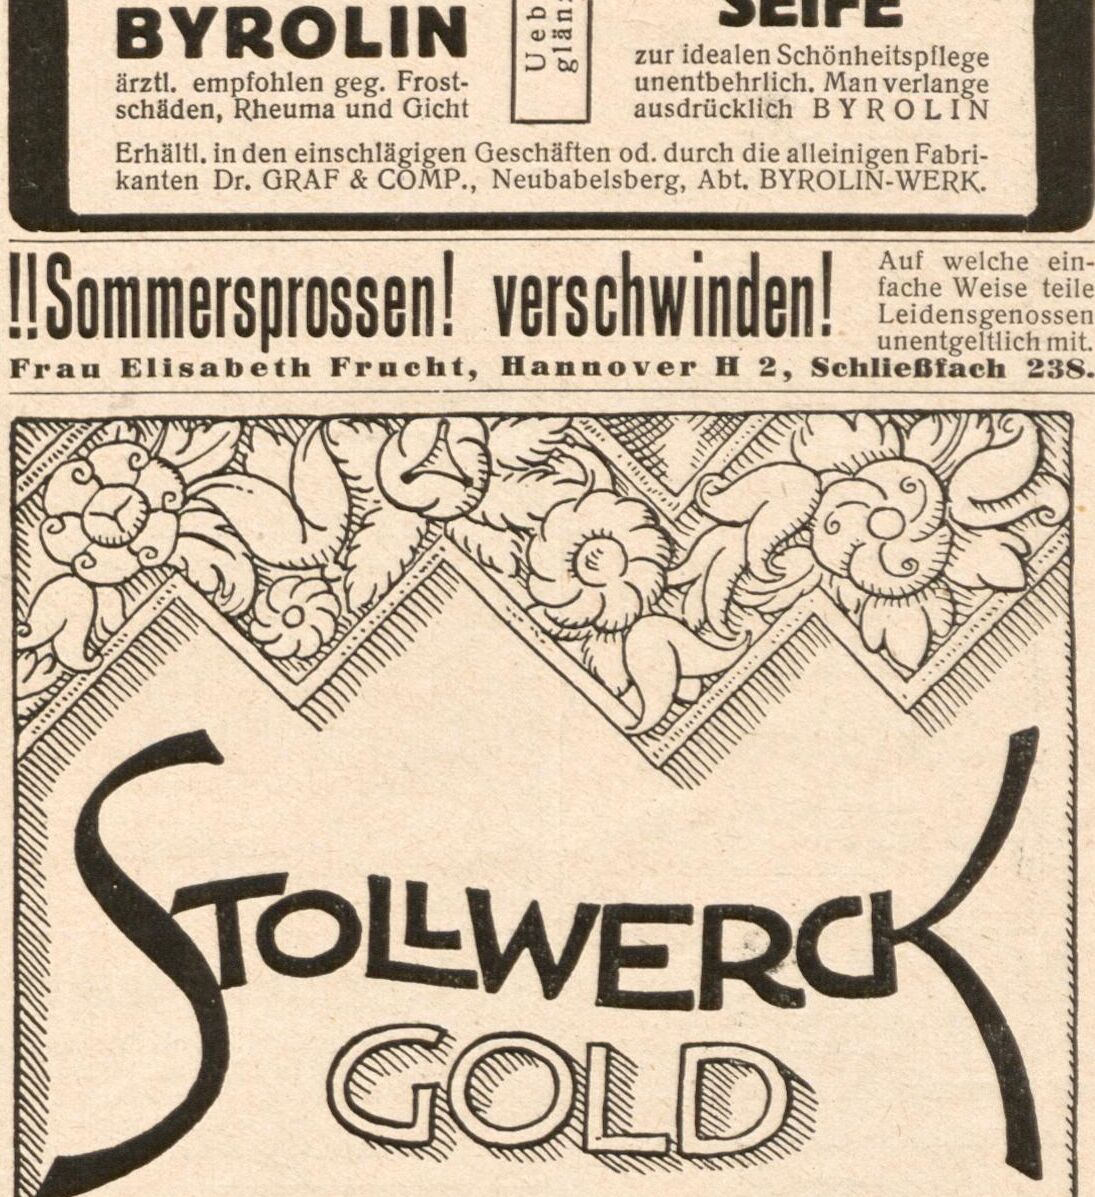 BYROLIN
ärztl. empfohlen geg. Frost-
schäden, Rheuma und Gicht
Ueb
glän
SEIFE
zur idealen Schönheitspflege
unentbehrlich. Man verlange
ausdrücklich BYROLIN
Erhältl. in den einschlägigen Geschäften od. durch die alleinigen Fabri-
kanten Dr. GRAF & COMP., Neubabelsberg, Abt. BYROLIN-WERK.
!!Sommersprossen! verschwinden!
Auf welche ein-
fache Weise teile
Leidensgenossen
unentgeltlich mit.
Frau Elisabeth Frucht, Hannover H 2, Schließfach 238.
STOLLWERCK
GOLD